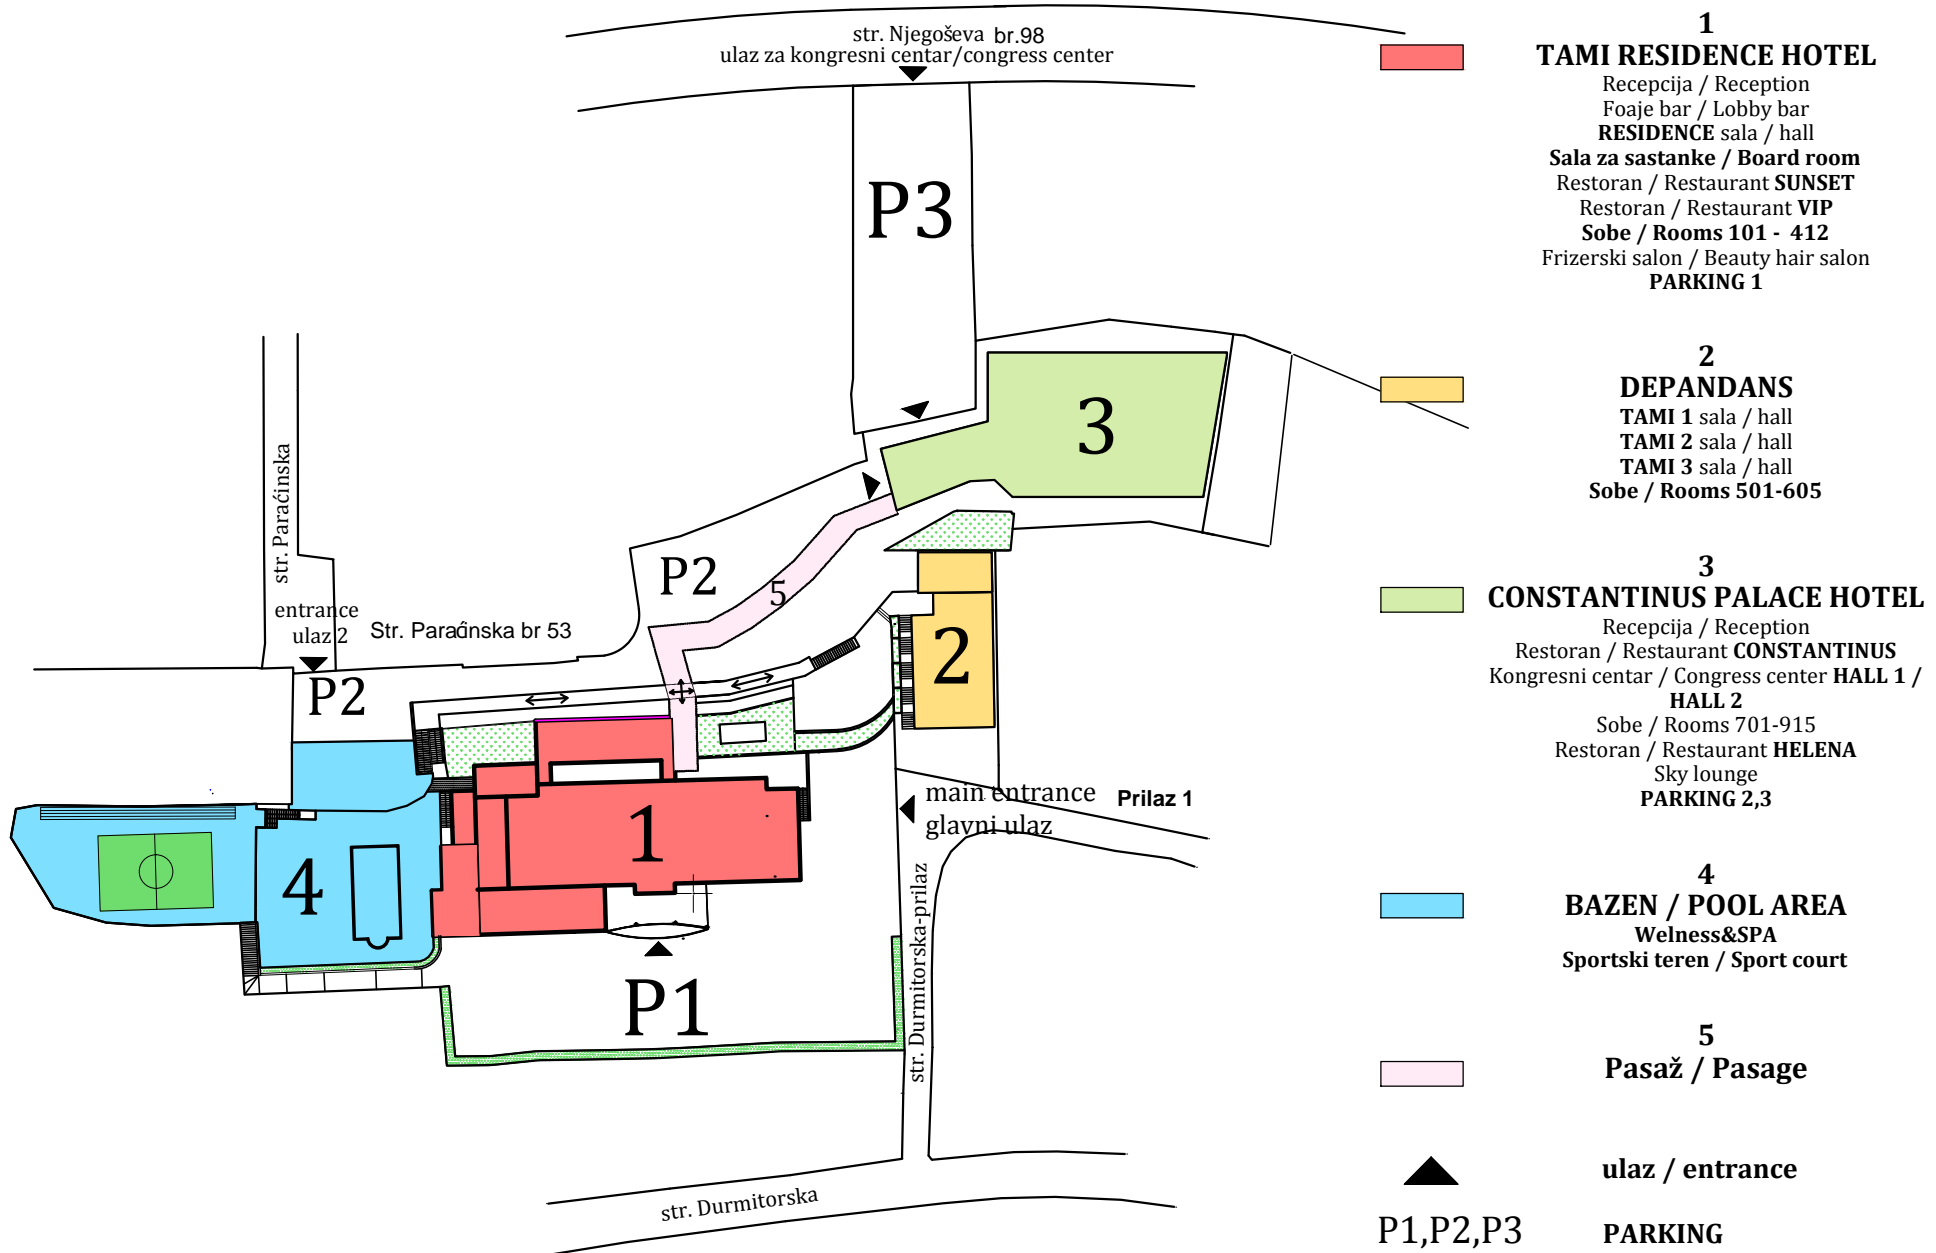 str. Njegoševa br.98
ulaz za kongresni centar/congress center
P3
3
str. Paraćinska
entrance
ulaz 2
Str. Paraćinska br 53
P2
5
2
P2
1
main entrance
glavni ulaz
Prilaz 1
4
P1
str. Durmitorska-prilaz
str. Durmitorska
1
TAMI RESIDENCE HOTEL
Recepcija / Reception
Foaje bar / Lobby bar
RESIDENCE sala / hall
Sala za sastanke / Board room
Restoran / Restaurant SUNSET
Restoran / Restaurant VIP
Sobe / Rooms 101 - 412
Frizerski salon / Beauty hair salon
PARKING 1
2
DEPANDANS
TAMI 1 sala / hall
TAMI 2 sala / hall
TAMI 3 sala / hall
Sobe / Rooms 501-605
3
CONSTANTINUS PALACE HOTEL
Recepcija / Reception
Restoran / Restaurant CONSTANTINUS
Kongresni centar / Congress center HALL 1 /
HALL 2
Sobe / Rooms 701-915
Restoran / Restaurant HELENA
Sky lounge
PARKING 2,3
4
BAZEN / POOL AREA
Welness&SPA
Sportski teren / Sport court
5
Pasaž / Pasage
ulaz / entrance
P1,P2,P3 PARKING